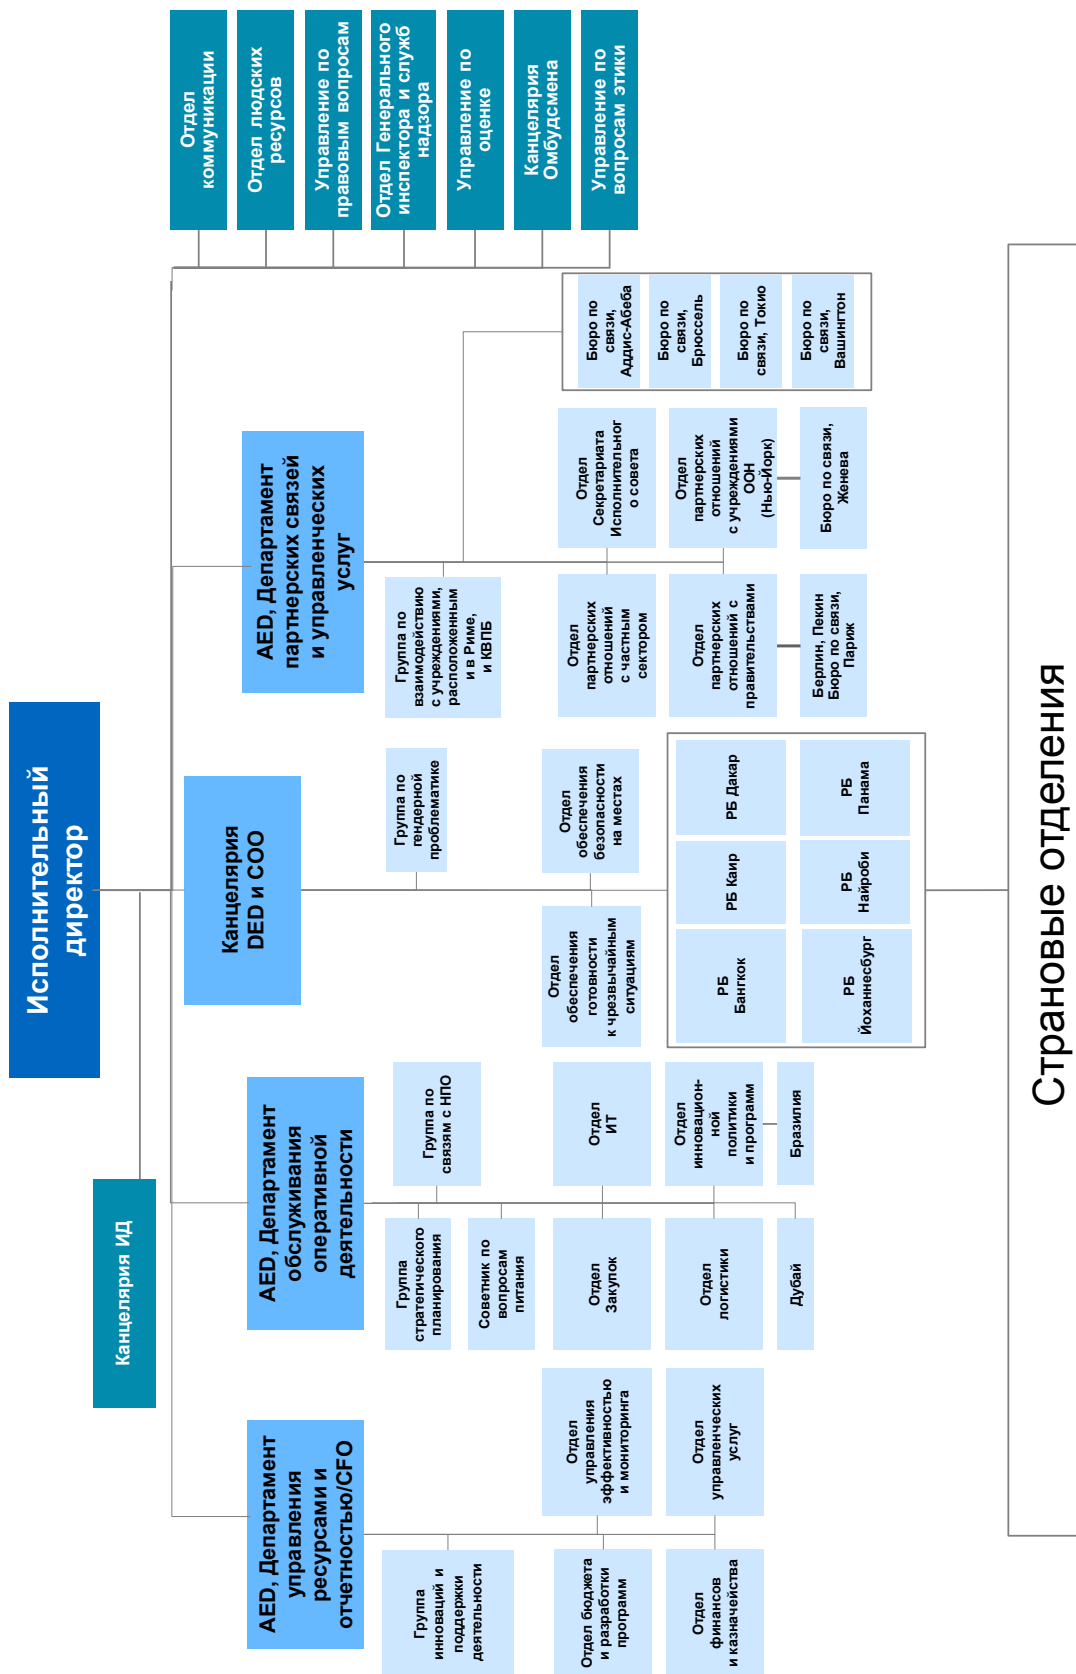 Исполнительный
директор
Канцелярия ИД
Отдел
коммуникации
Отдел людских
ресурсов
Управление по
правовым вопросам
Отдел Генерального
инспектора и служб
надзора
Управление по
оценке
Канцелярия
Омбудсмена
Управление по
вопросам этики
AED, Департамент
управления
ресурсами и
отчетностью/CFO
Группа
инноваций и
поддержки
деятельности
Отдел
управления
эффективностью
и мониторинга
Отдел бюджета
и разработки
программ
Отдел
управленческих
услуг
Отдел
финансов
и казначейства
AED, Департамент
обслуживания
оперативной
деятельности
Группа
стратегического
планирования
Группа по
связям с НПО
Советник по
вопросам
питания
Отдел
Закупок
Отдел
ИТ
Отдел
логистики
Отдел
инновацион-
ной
политики
и программ
Дубай
Бразилия
Канцелярия
DED и COO
Группа по
гендерной
проблематике
Отдел
обеспечения
готовности
к чрезвычайным
ситуациям
Отдел
обеспечения
безопасности
на местах
РБ
Бангкок
РБ Каир
РБ Дакар
РБ
Йоханнесбург
РБ
Найроби
РБ
Панама
AED, Департамент
партнерских связей
и управленческих
услуг
Группа по
взаимодействию
с учреждениями,
расположенным
и в Риме,
и КВПБ
Отдел
партнерских
отношений
с частным
сектором
Отдел
Секретариата
Исполнительног
о совета
Отдел
партнерских
отношений с
правительствами
Отдел
партнерских
отношений
с учреждениями
ООН
(Нью-Йорк)
Берлин, Пекин
Бюро по связи,
Париж
Бюро по связи,
Женева
Бюро по
связи,
Аддис-Абеба
Бюро по
связи,
Брюссель
Бюро по
связи, Токио
Бюро по
связи,
Вашингтон
Страновые отделения